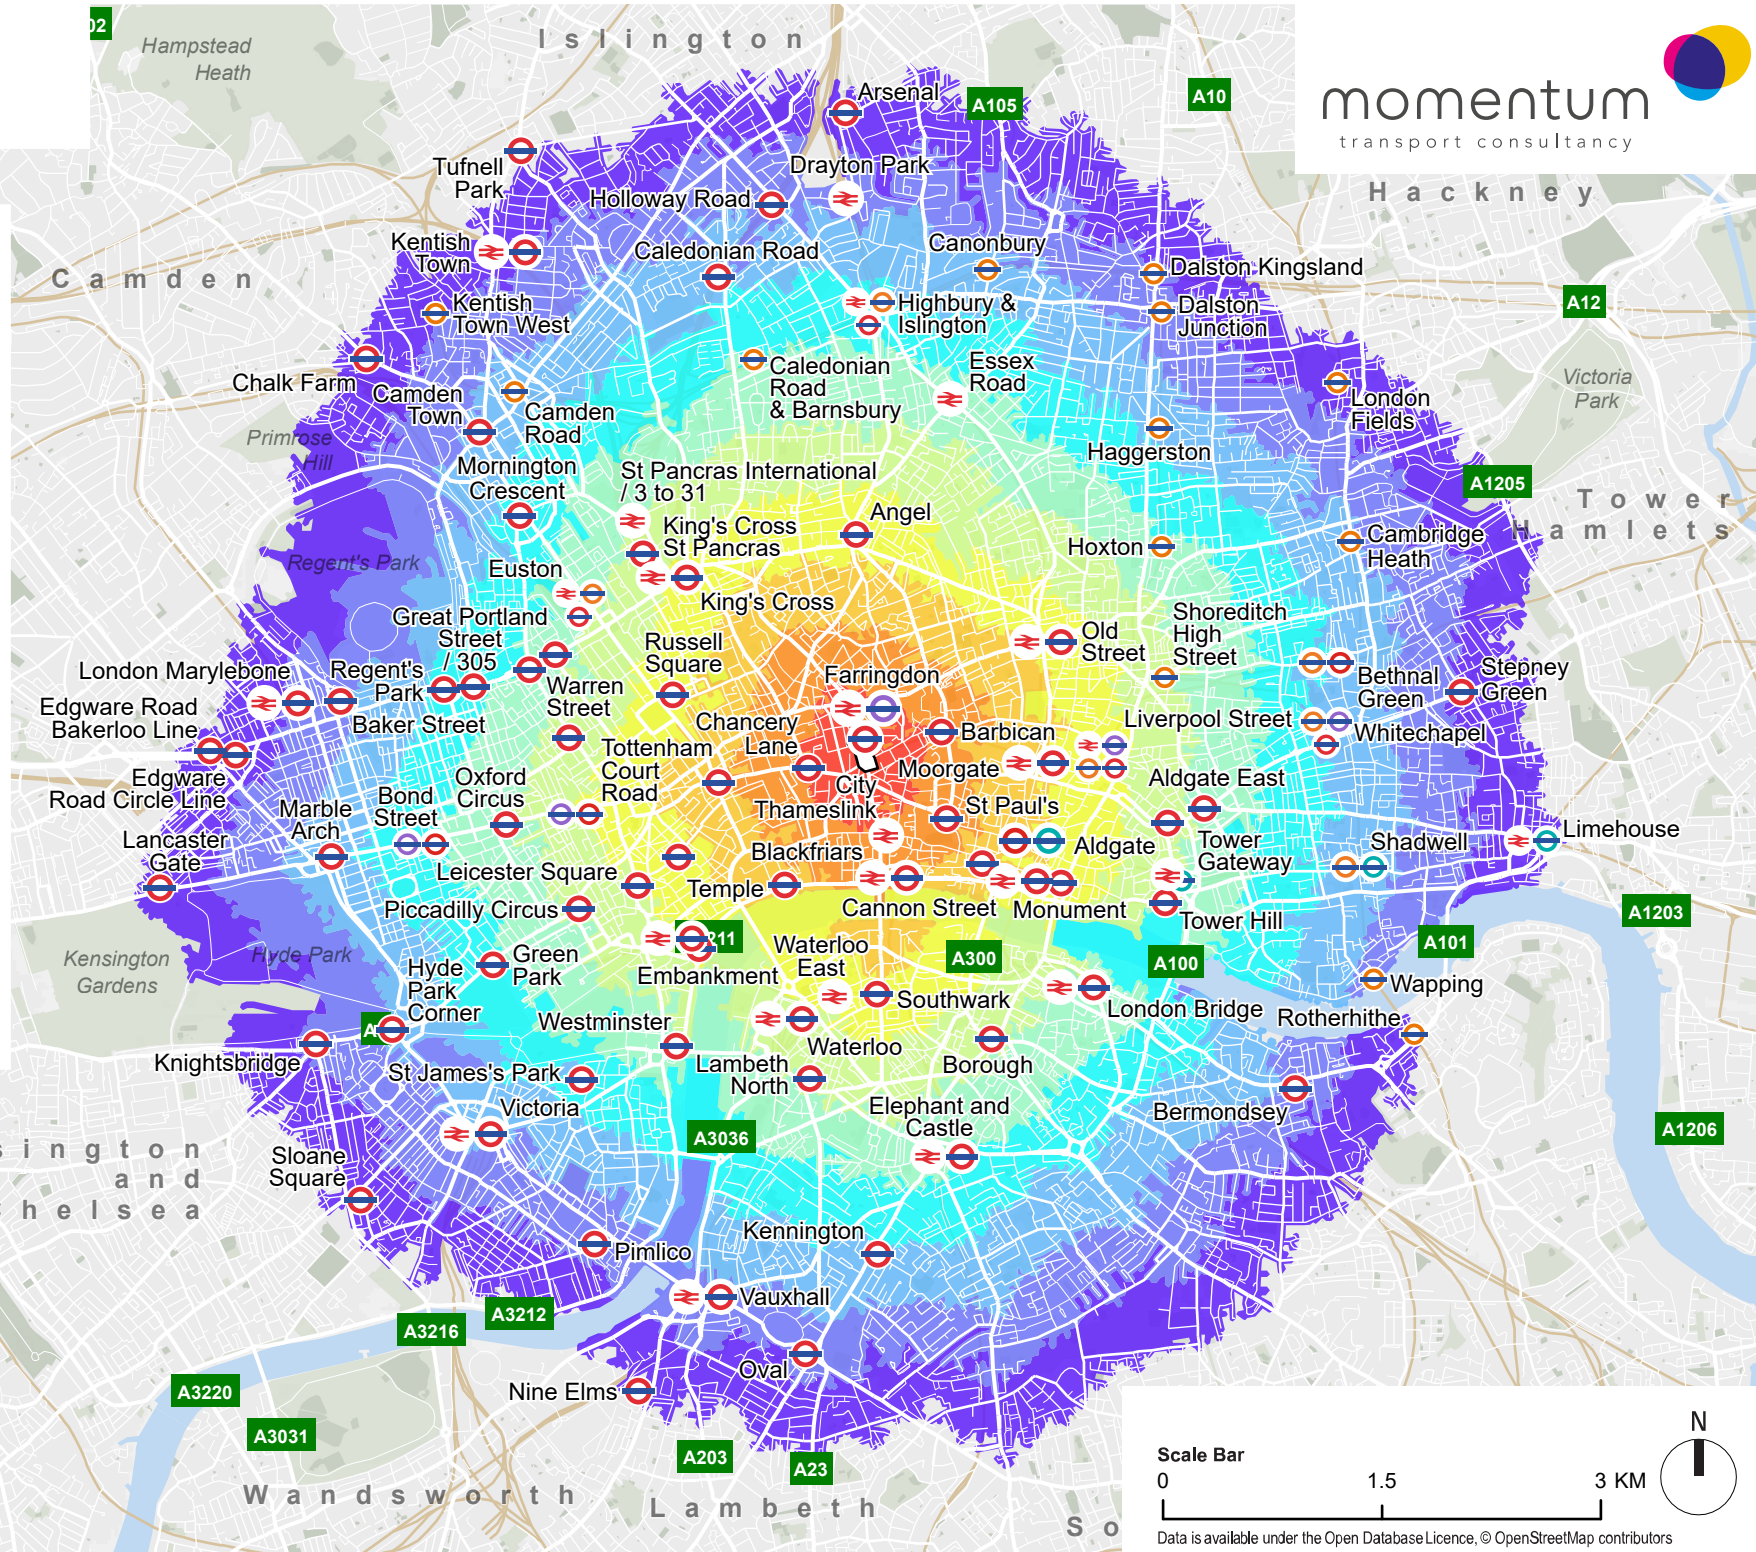 02
Hampstead
Heath
Islington
Arsenal
A105
A10
momentum
transport consultancy
Hackney
Tufnell
Park
Drayton Park
Holloway Road
Kentish
Town
Caledonian Road
Canonbury
Dalston Kingsland
Camden
Kentish
Town West
Highbury &
Islington
Dalston
Junction
A12
Chalk Farm
Camden
Town
Camden
Road
Caledonian
Road
& Barnsbury
Essex
Road
London
Fields
Victoria
Park
Primrose
Hill
Mornington
Crescent
St Pancras International
/ 3 to 31
Haggerston
A1205
Tower
Hamlets
King's Cross
St Pancras
Angel
Hoxton
Cambridge
Heath
Regent's Park
Euston
King's Cross
Great Portland
Street
/ 305
Russell
Square
Old
Street
Shoreditch
High
Street
London Marylebone
Regent's
Park
Warren
Street
Farringdon
Bethnal
Green
Stepney
Green
Edgware Road
Bakerloo Line
Baker Street
Chancery
Lane
Barbican
Liverpool Street
Whitechapel
Edgware
Road Circle Line
Tottenham
Court
Road
Moorgate
Oxford
Circus
City
Thameslink
Aldgate East
Marble
Arch
Bond
Street
St Paul's
Lancaster
Gate
Blackfriars
Aldgate
Tower
Gateway
Shadwell
Limehouse
Leicester Square
Temple
Piccadilly Circus
Cannon Street
Monument
Tower Hill
A1203
211
A101
Kensington
Gardens
Hyde Park
Hyde
Park
Corner
Green
Park
Embankment
Waterloo
East
A300
A100
Southwark
Wapping
London Bridge
A
Westminster
Waterloo
Rotherhithe
Knightsbridge
St James's Park
Lambeth
North
Borough
Victoria
Elephant and
Castle
Bermondsey
A3036
A1206
sington
and
helsea
Sloane
Square
Kennington
Pimlico
Vauxhall
A3212
A3216
Oval
Nine Elms
A3220
A3031
A203
A23
Wandsworth
Lambeth
So
Scale Bar
0 1.5 3 KM
N
Data is available under the Open Database Licence, © OpenStreetMap contributors